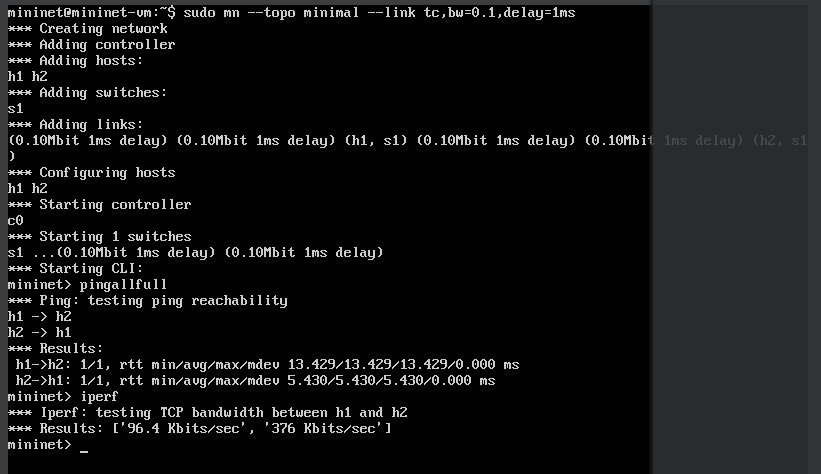 mininet@mininet-vm:~$ sudo mn --topo minimal --link tc,bw=0.1,delay=1ms
*** Creating network
*** Adding controller
*** Adding hosts:
h1 h2
*** Adding switches:
s1
*** Adding links:
(0.10Mbit 1ms delay) (0.10Mbit 1ms delay) (h1, s1) (0.10Mbit 1ms delay) (0.10Mbit 1ms delay) (h2, s1
)
*** Configuring hosts
h1 h2
*** Starting controller
c0
*** Starting 1 switches
s1 ...(0.10Mbit 1ms delay) (0.10Mbit 1ms delay)
*** Starting CLI:
mininet> pingallfull
*** Ping: testing ping reachability
h1 -> h2
h2 -> h1
*** Results:
 h1->h2: 1/1, rtt min/avg/max/mdev 13.429/13.429/13.429/0.000 ms
 h2->h1: 1/1, rtt min/avg/max/mdev 5.430/5.430/5.430/0.000 ms
mininet> iperf
*** Iperf: testing TCP bandwidth between h1 and h2
*** Results: ['96.4 Kbits/sec', '376 Kbits/sec']
mininet> _